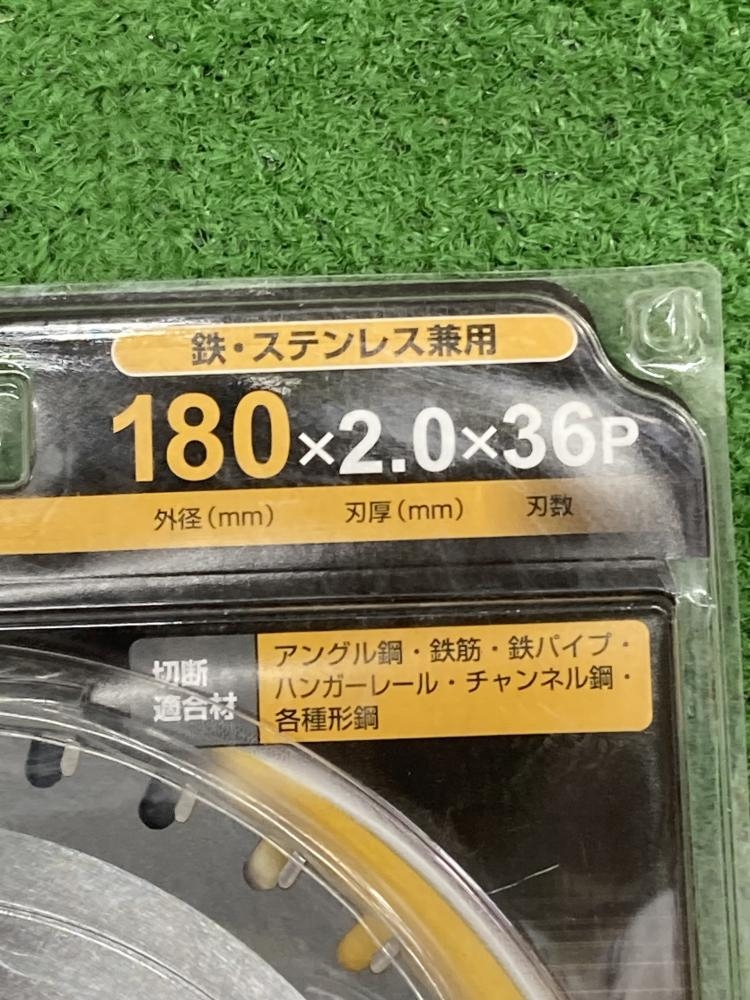 鉄・ステンレス兼用
180×2.0×36P
外径(mm) 刃厚(mm) 刃数
切断
適合材
アングル鋼・鉄筋・鉄パイプ・
ハンガーレール・チャンネル鋼・
各種形鋼